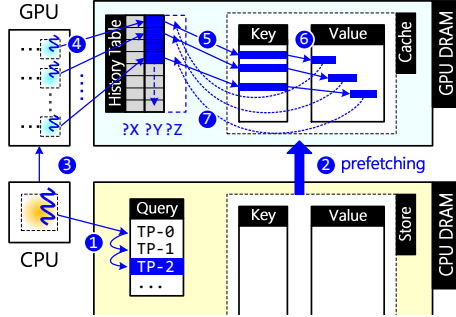 GPU
4
History Table
?X ?Y ?Z
5
7
Key
6
Value
Cache
GPU DRAM
3
2 prefetching
CPU
1
Query
TP-0
TP-1
TP-2
...
Key
Value
Store
CPU DRAM